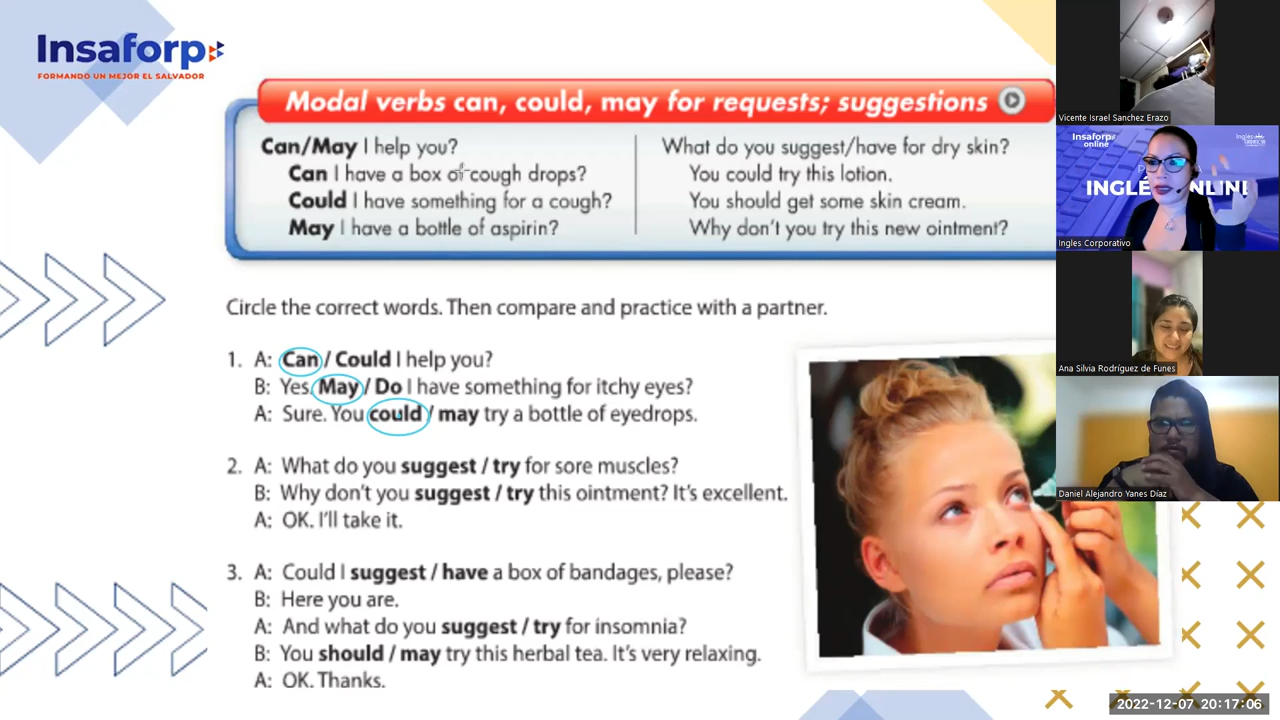 Insaforp
FORMANDO UN MEJOR EL SALVADOR
Modal verbs can, could, may for requests; suggestions
Can/May I help you?
Can I have a box of cough drops?
Could I have something for a cough?
May I have a bottle of aspirin?
What do you suggest/have for dry skin?
You could try this lotion.
You should get some skin cream.
Why don't you try this new ointment?
Circle the correct words. Then compare and practice with a partner.
1. A: Can / Could I help you?
B: Yes. May / Do I have something for itchy eyes?
A: Sure. You could / may try a bottle of eyedrops.
2. A: What do you suggest / try for sore muscles?
B: Why don't you suggest / try this ointment? It's excellent.
A: OK. I'll take it.
3. A: Could I suggest / have a box of bandages, please?
B: Here you are.
A: And what do you suggest / try for insomnia?
B: You should / may try this herbal tea. It's very relaxing.
A: OK. Thanks.
Vicente Israel Sanchez Erazo
Insaforp
online
Ingles Corporativo
Ana Silvia Rodríguez de Funes
Daniel Alejandro Yanes Díaz
2022-12-07 20:17:06